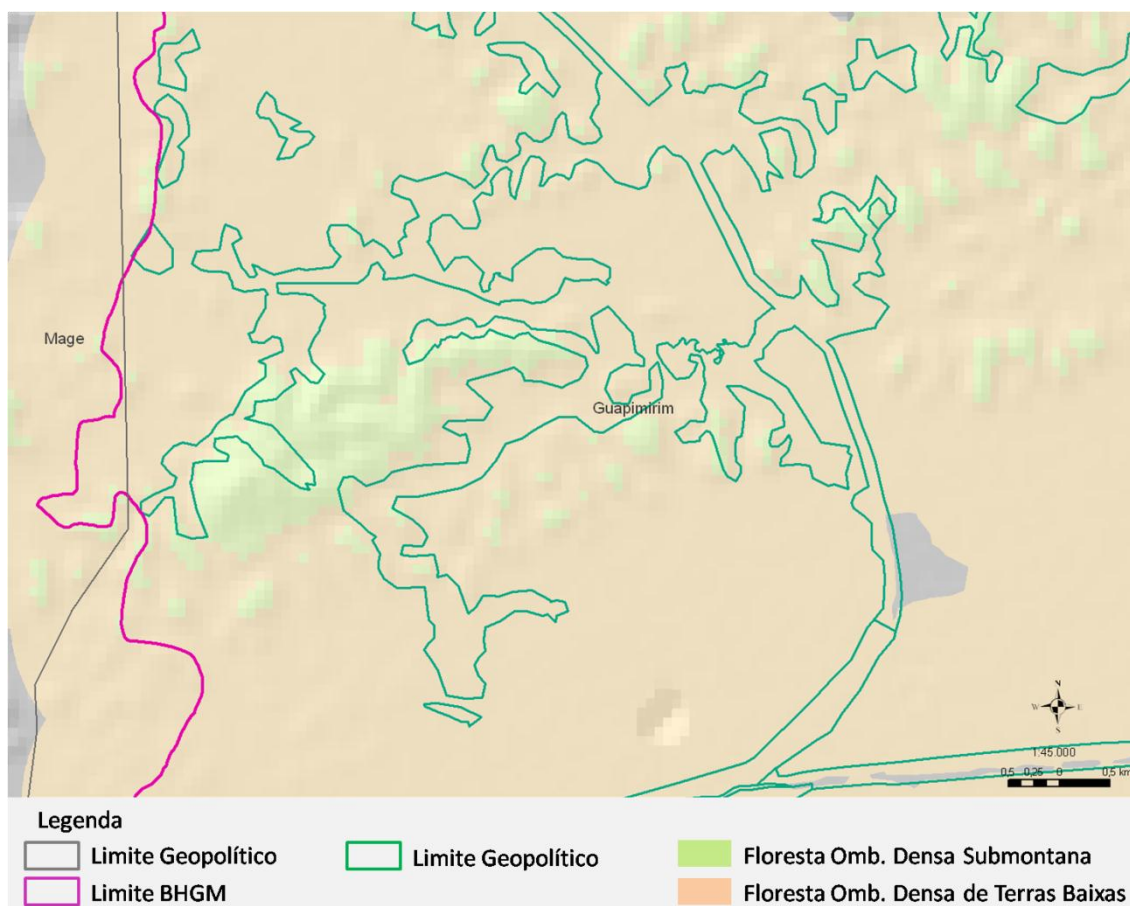 Mage
Guapimirim
N
W E
S
1:45.000
0,5 0,25 0 0,5 km
Legenda
Limite Geopolítico Limite Geopolítico Floresta Omb. Densa Submontana
Limite BHGM Floresta Omb. Densa de Terras Baixas